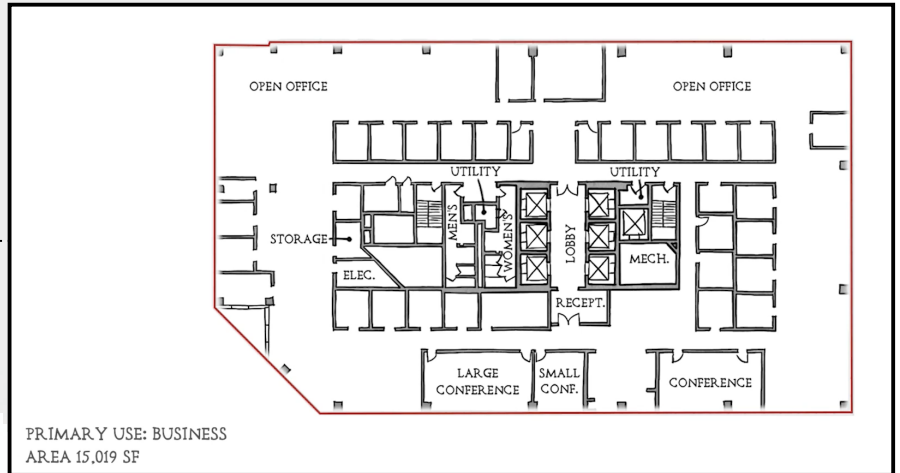 OPEN OFFICE
OPEN OFFICE
UTILITY
UTILITY
MEN'S
WOMEN'S
LOBBY
STORAGE
ELEC.
MECH.
RECEPT.
LARGE
CONFERENCE
SMALL
CONF.
CONFERENCE
PRIMARY USE: BUSINESS
AREA 15,019 SF